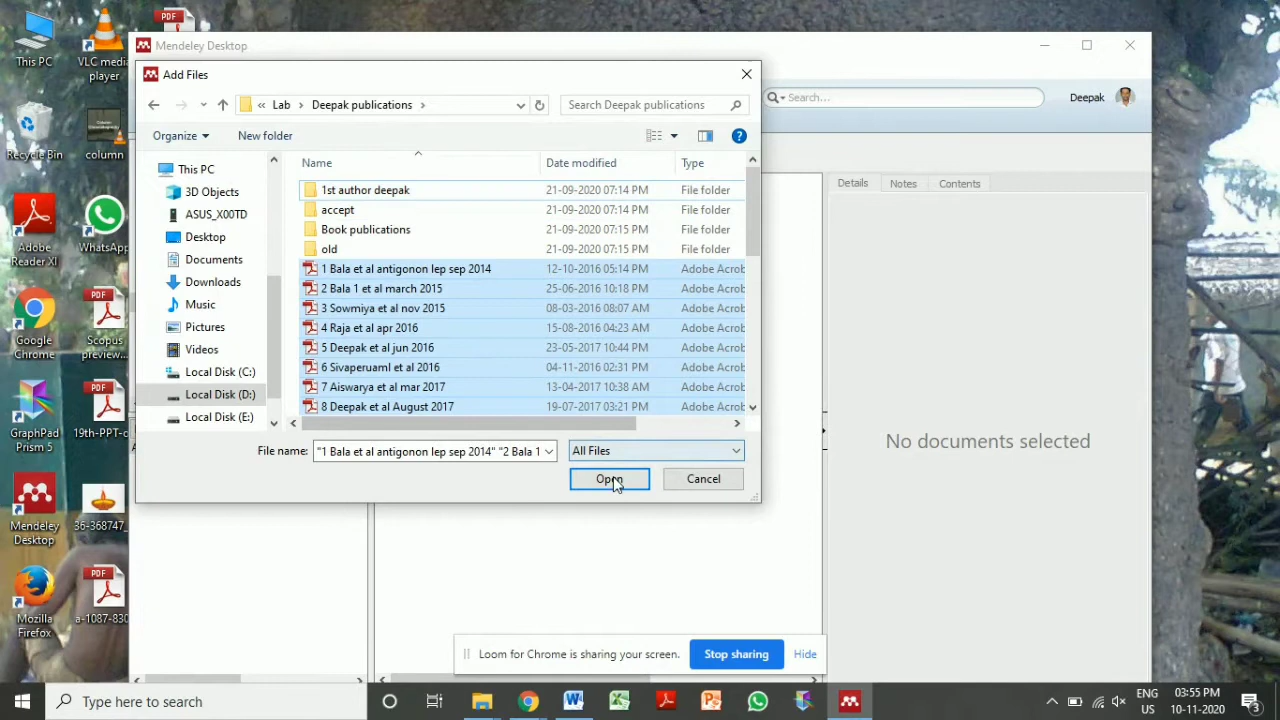 PDF
This PC
VLC media
player
Recycle Bin
column
Adobe
Reader XI
WhatsApp
PDF
Google
Chrome
Scopus
preview...
PDF
GraphPad
Prism 5
19th-PPT-c
Mendeley
Desktop
36-368747_
PDF
Mozilla
Firefox
a-1087-830
Mendeley Desktop
Search...
Deepak
Details
Notes
Contents
No documents selected
Add Files
« Lab › Deepak publications ›
Search Deepak publications
Organize
New folder
?
This PC
3D Objects
ASUS_X00TD
Desktop
Documents
Downloads
Music
Pictures
Videos
Local Disk (C:)
Local Disk (D:)
Local Disk (E:)
Name Date modified Type
1st author deepak 21-09-2020 07:14 PM File folder
accept 21-09-2020 07:14 PM File folder
Book publications 21-09-2020 07:15 PM File folder
old 21-09-2020 07:15 PM File folder
1 Bala et al antigonon lep sep 2014 12-10-2016 05:14 PM Adobe Acrob
2 Bala 1 et al march 2015 25-06-2016 10:18 PM Adobe Acrob
3 Sowmiya et al nov 2015 08-03-2016 08:07 AM Adobe Acrob
4 Raja et al apr 2016 15-08-2016 04:23 AM Adobe Acrob
5 Deepak et al jun 2016 23-05-2017 10:44 PM Adobe Acrob
6 Sivaperuaml et al 2016 04-11-2016 02:31 PM Adobe Acrob
7 Aiswarya et al mar 2017 13-04-2017 10:38 AM Adobe Acrob
8 Deepak et al August 2017 19-07-2017 03:21 PM Adobe Acrob
File name: "1 Bala et al antigonon lep sep 2014" "2 Bala 1 All Files
Open Cancel
Loom for Chrome is sharing your screen. Stop sharing Hide
Type here to search
ENG
US
03:55 PM
10-11-2020
3